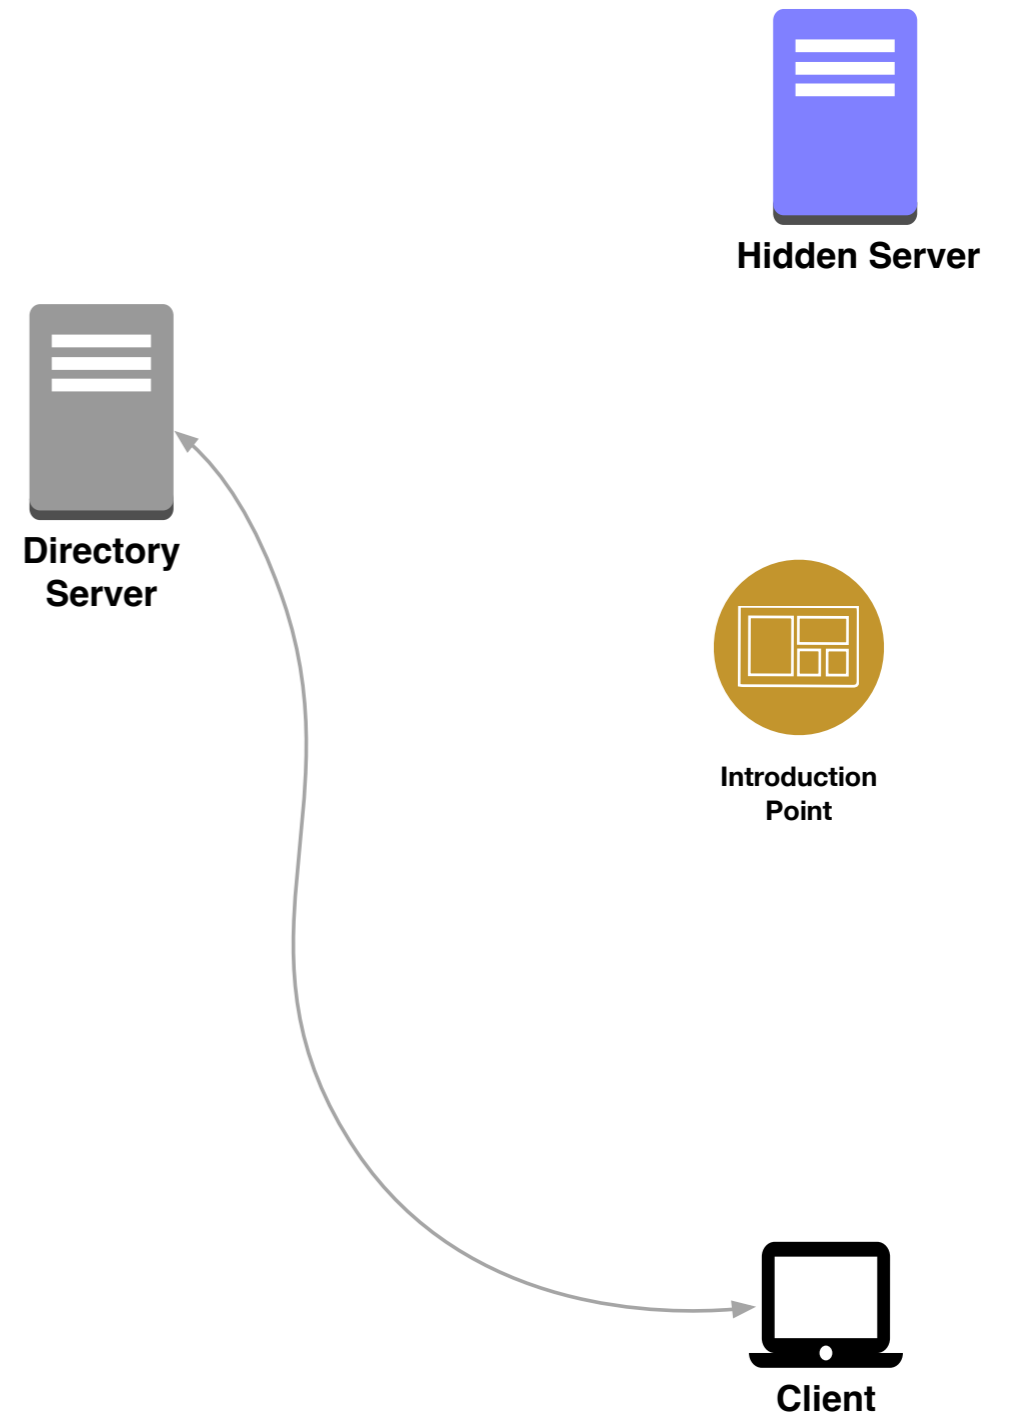 Hidden Server
Directory
Server
Introduction
Point
Client